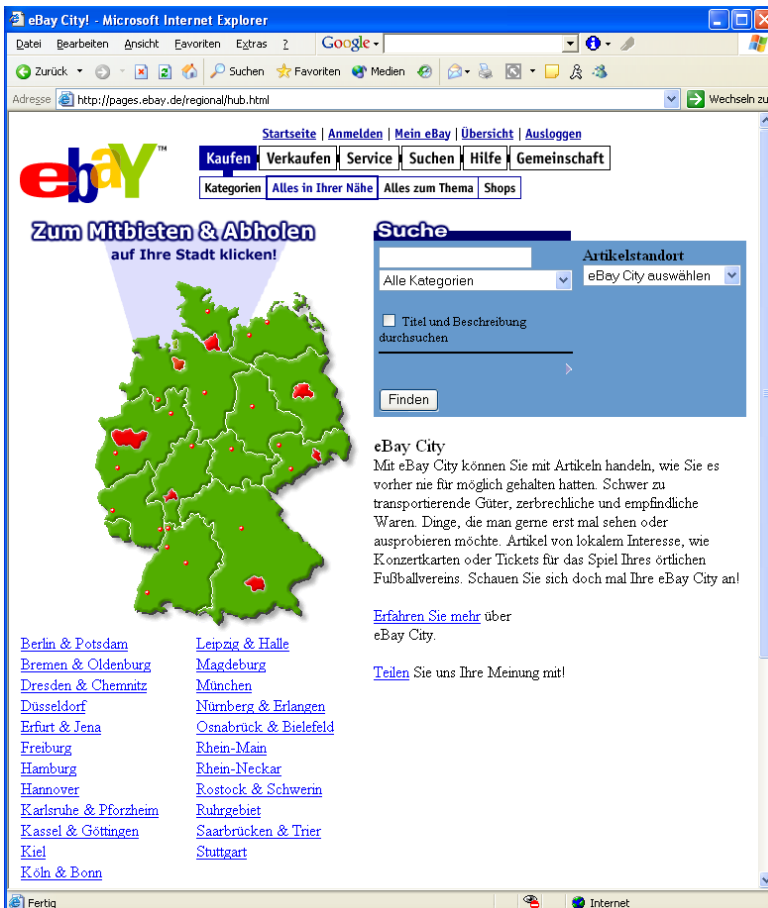 eBay City! - Microsoft Internet Explorer
Datei Bearbeiten Ansicht Favoriten Extras ? Google
Zurück Suchen Favoriten Medien
Adresse http://pages.ebay.de/regional/hub.html Wechseln zu
Startseite | Anmelden | Mein eBay | Übersicht | Ausloggen
ebaY™
Kaufen Verkaufen Service Suchen Hilfe Gemeinschaft
Kategorien Alles in Ihrer Nähe Alles zum Thema Shops
Zum Mitbieten & Abholen
auf Ihre Stadt klicken!
Suche
Artikelstandort
eBay City auswählen
Alle Kategorien
Titel und Beschreibung
durchsuchen
Finden
eBay City
Mit eBay City können Sie mit Artikeln handeln, wie Sie es
vorher nie für möglich gehalten hatten. Schwer zu
transportierende Güter, zerbrechliche und empfindliche
Waren. Dinge, die man gerne erst mal sehen oder
ausprobieren möchte. Artikel von lokalem Interesse, wie
Konzertkarten oder Tickets für das Spiel Ihres örtlichen
Fußballvereins. Schauen Sie sich doch mal Ihre eBay City an!
Erfahren Sie mehr über
eBay City.
Teilen Sie uns Ihre Meinung mit!
Berlin & Potsdam
Bremen & Oldenburg
Dresden & Chemnitz
Düsseldorf
Erfurt & Jena
Freiburg
Hamburg
Hannover
Karlsruhe & Pforzheim
Kassel & Göttingen
Kiel
Köln & Bonn
Leipzig & Halle
Magdeburg
München
Nürnberg & Erlangen
Osnabrück & Bielefeld
Rhein-Main
Rhein-Neckar
Rostock & Schwerin
Ruhrgebiet
Saarbrücken & Trier
Stuttgart
Fertig Internet